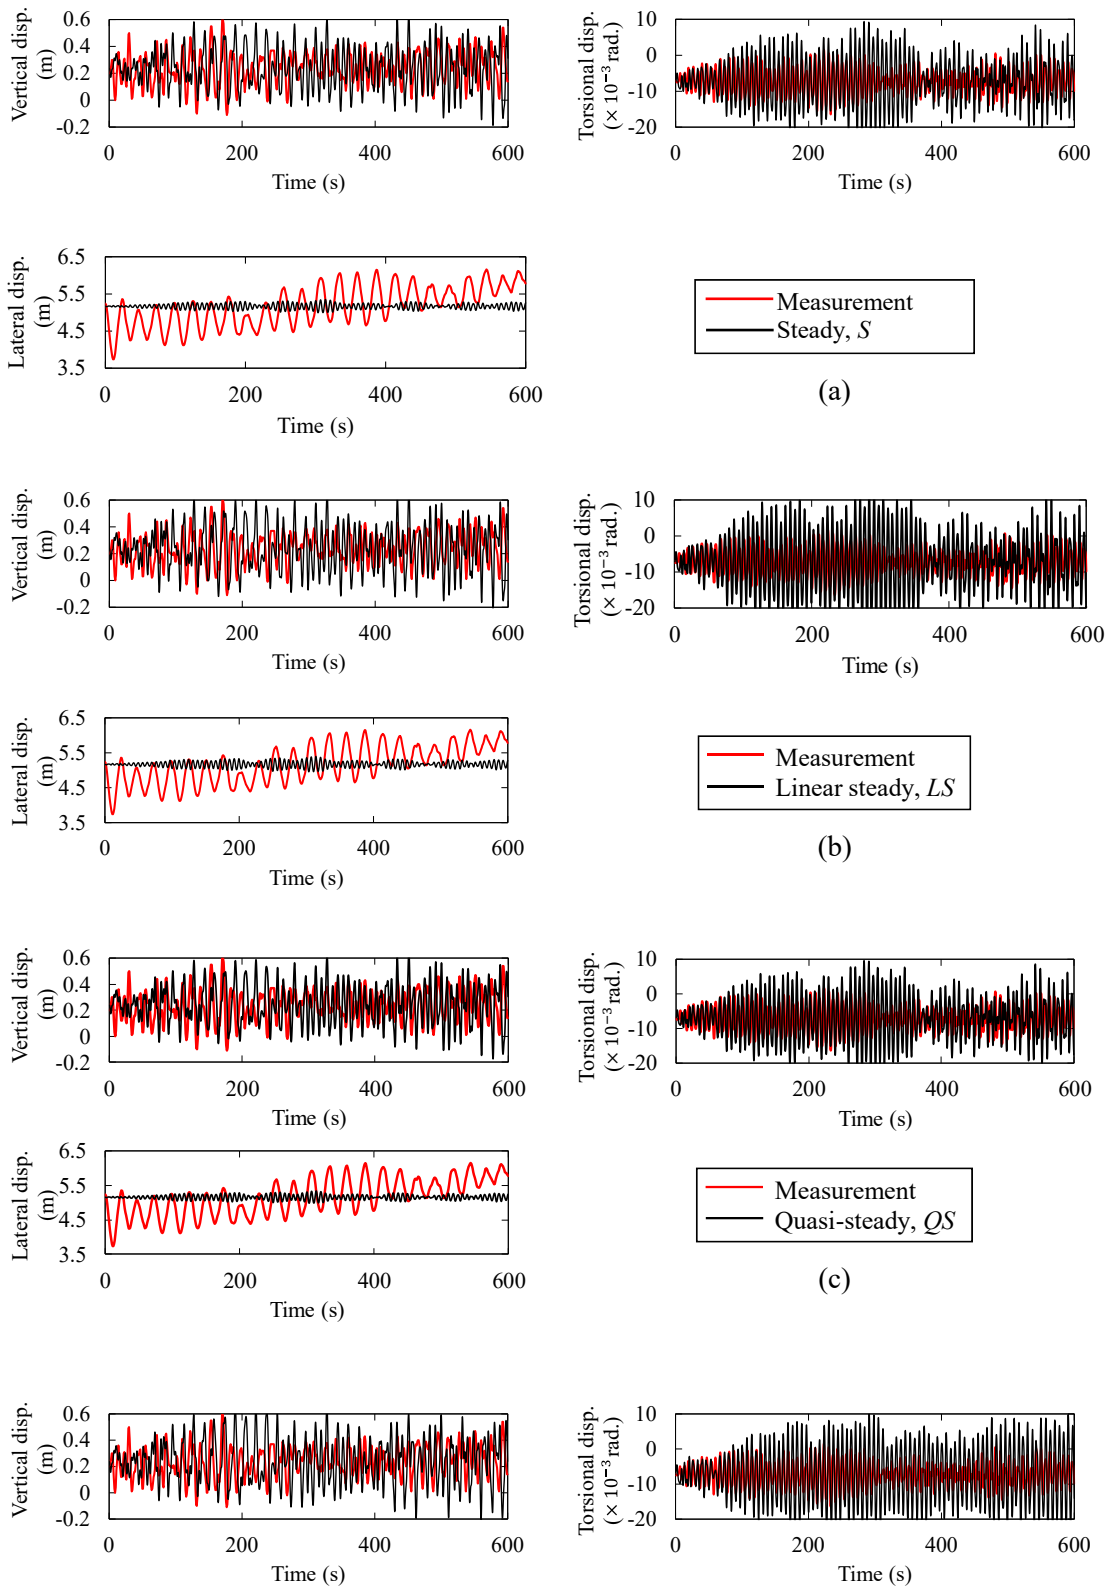 Vertical disp.
(m)
0.6
0.4
0.2
0
-0.2
0 200 400 600
Time (s)
Torsional disp.
(× 10⁻³ rad.)
10
0
-10
-20
0 200 400 600
Time (s)
Lateral disp.
(m)
6.5
5.5
4.5
3.5
0 200 400 600
Time (s)
Measurement
Steady, S
(a)
Vertical disp.
(m)
0.6
0.4
0.2
0
-0.2
0 200 400 600
Time (s)
Torsional disp.
(× 10⁻³ rad.)
10
0
-10
-20
0 200 400 600
Time (s)
Lateral disp.
(m)
6.5
5.5
4.5
3.5
0 200 400 600
Time (s)
Measurement
Linear steady, LS
(b)
Vertical disp.
(m)
0.6
0.4
0.2
0
-0.2
0 200 400 600
Time (s)
Torsional disp.
(× 10⁻³ rad.)
10
0
-10
-20
0 200 400 600
Time (s)
Lateral disp.
(m)
6.5
5.5
4.5
3.5
0 200 400 600
Time (s)
Measurement
Quasi-steady, QS
(c)
Vertical disp.
(m)
0.6
0.4
0.2
0
-0.2
0 200 400 600
Time (s)
Torsional disp.
(× 10⁻³ rad.)
10
0
-10
-20
0 200 400 600
Time (s)